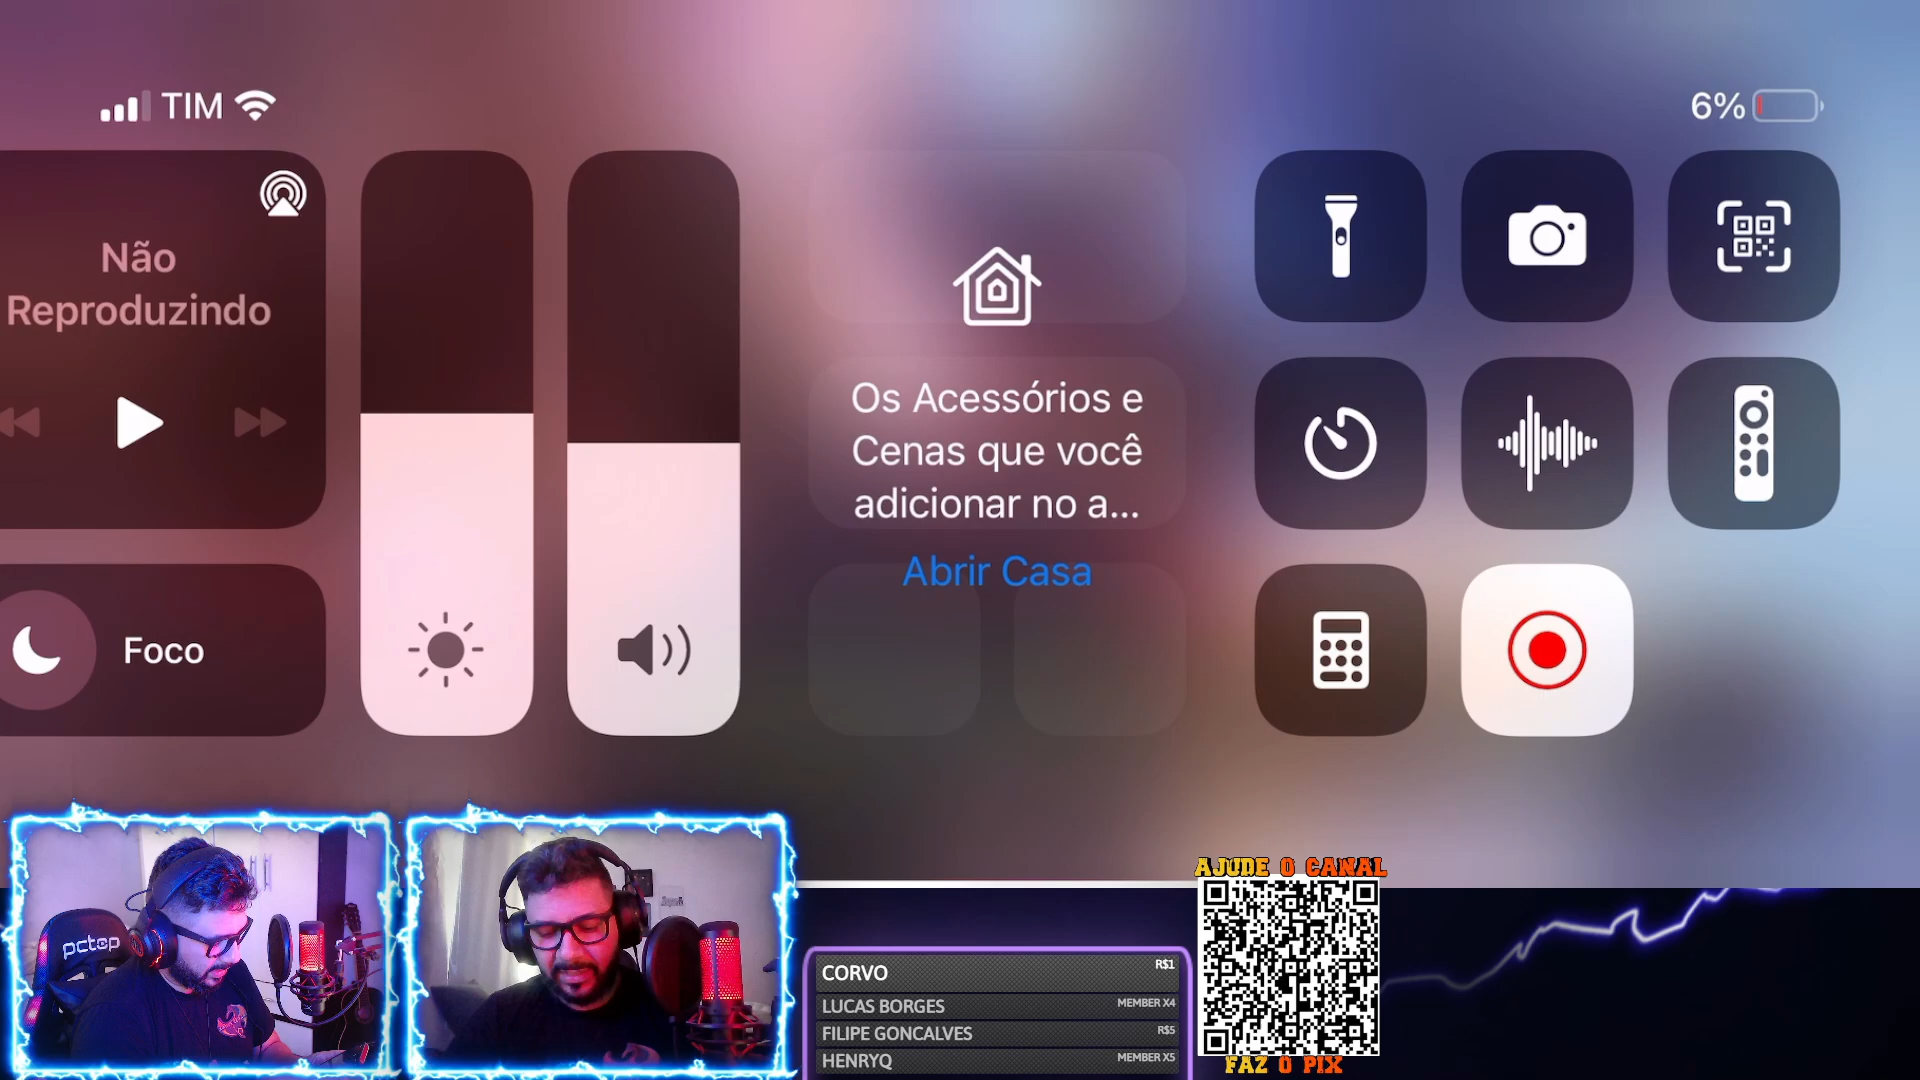 TIM
6%
Não
Reproduzindo
Os Acessórios e
Cenas que você
adicionar no a...
Abrir Casa
Foco
AJUDE O CANAL
pctop
CORVO R$1
LUCAS BORGES MEMBER X4
FILIPE GONCALVES R$5
HENRYQ MEMBER X5
FAZ O PIX